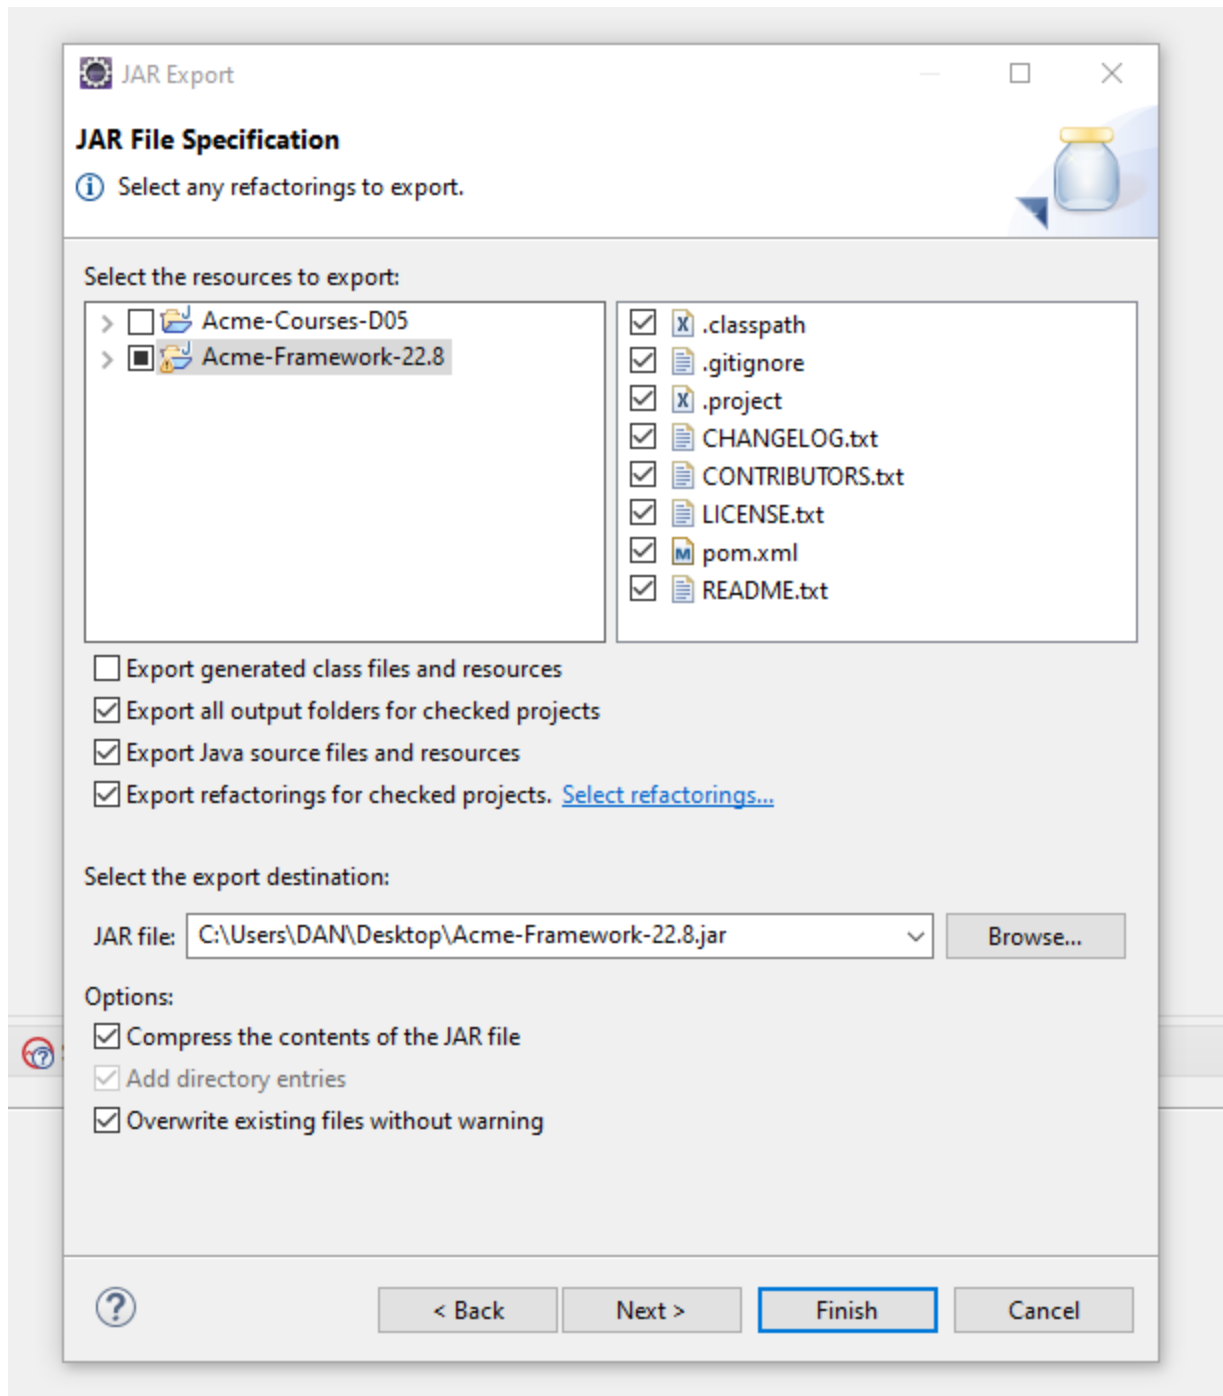 JAR Export
JAR File Specification
Select any refactorings to export.
Select the resources to export:
Acme-Courses-D05
Acme-Framework-22.8
.classpath
.gitignore
.project
CHANGELOG.txt
CONTRIBUTORS.txt
LICENSE.txt
pom.xml
README.txt
Export generated class files and resources
Export all output folders for checked projects
Export Java source files and resources
Export refactorings for checked projects. Select refactorings...
Select the export destination:
JAR file: C:\Users\DAN\Desktop\Acme-Framework-22.8.jar Browse...
Options:
Compress the contents of the JAR file
Add directory entries
Overwrite existing files without warning
< Back Next > Finish Cancel